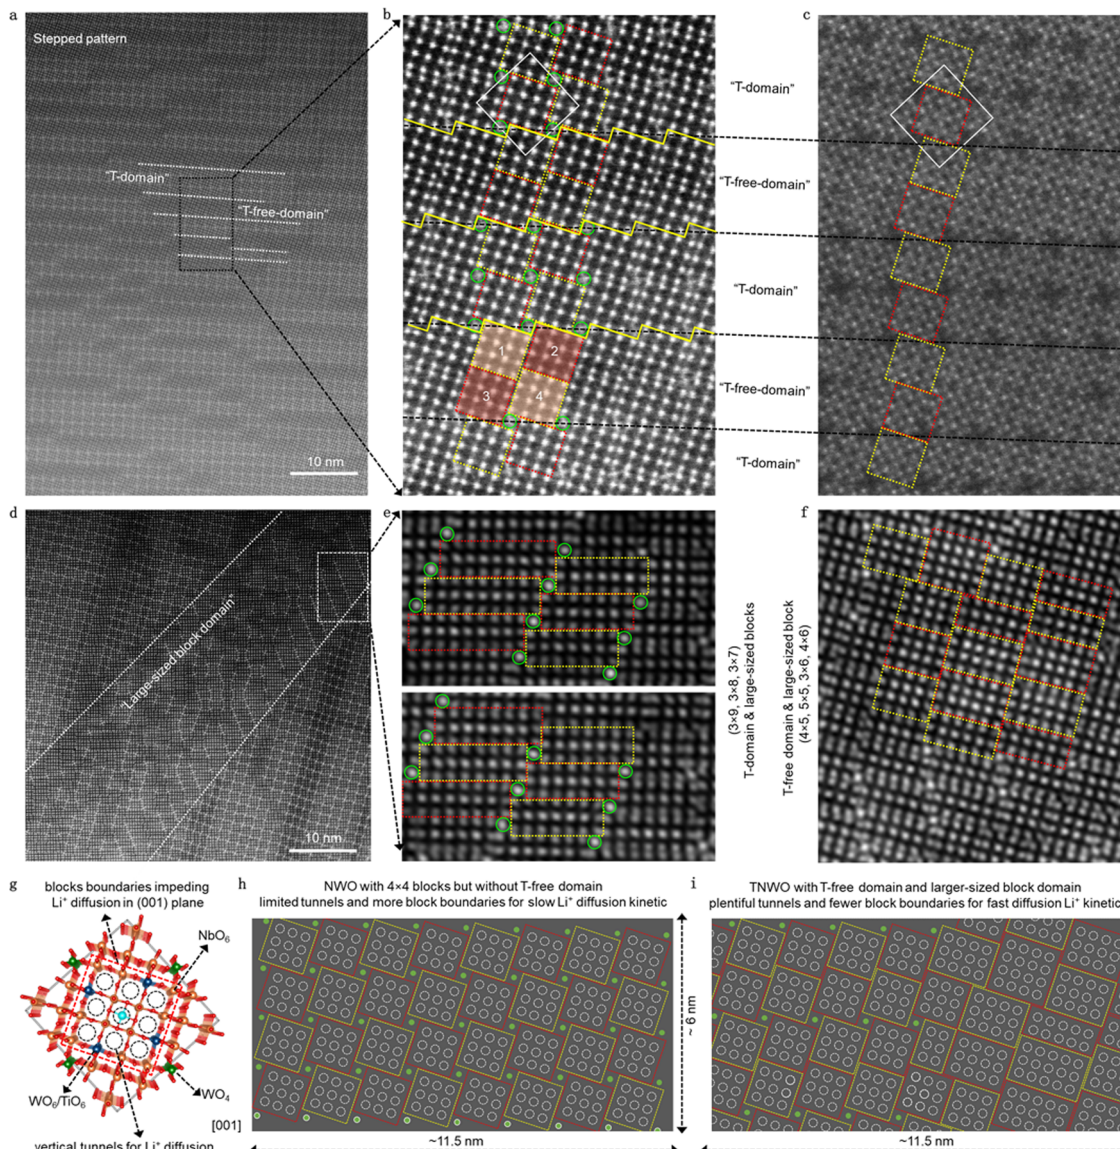 a
Stepped pattern
"T-domain"
"T-free-domain"
10 nm
b
1
2
3
4
"T-domain"
"T-free-domain"
"T-domain"
"T-free-domain"
"T-domain"
c
d
"Large-sized block domain"
10 nm
e
(3×9, 3×8, 3×7)
T-domain & large-sized blocks
T-free domain & large-sized block
(4×5, 5×5, 3×6, 4×6)
f
g
blocks boundaries impeding
Li⁺ diffusion in (001) plane
NbO₆
WO₆/TiO₆
WO₄
[001]
vertical tunnels for Li⁺ diffusion
h
NWO with 4×4 blocks but without T-free domain
limited tunnels and more block boundaries for slow Li⁺ diffusion kinetic
~ 6 nm
~11.5 nm
i
TNWO with T-free domain and larger-sized block domain
plentiful tunnels and fewer block boundaries for fast diffusion Li⁺ kinetic
~11.5 nm